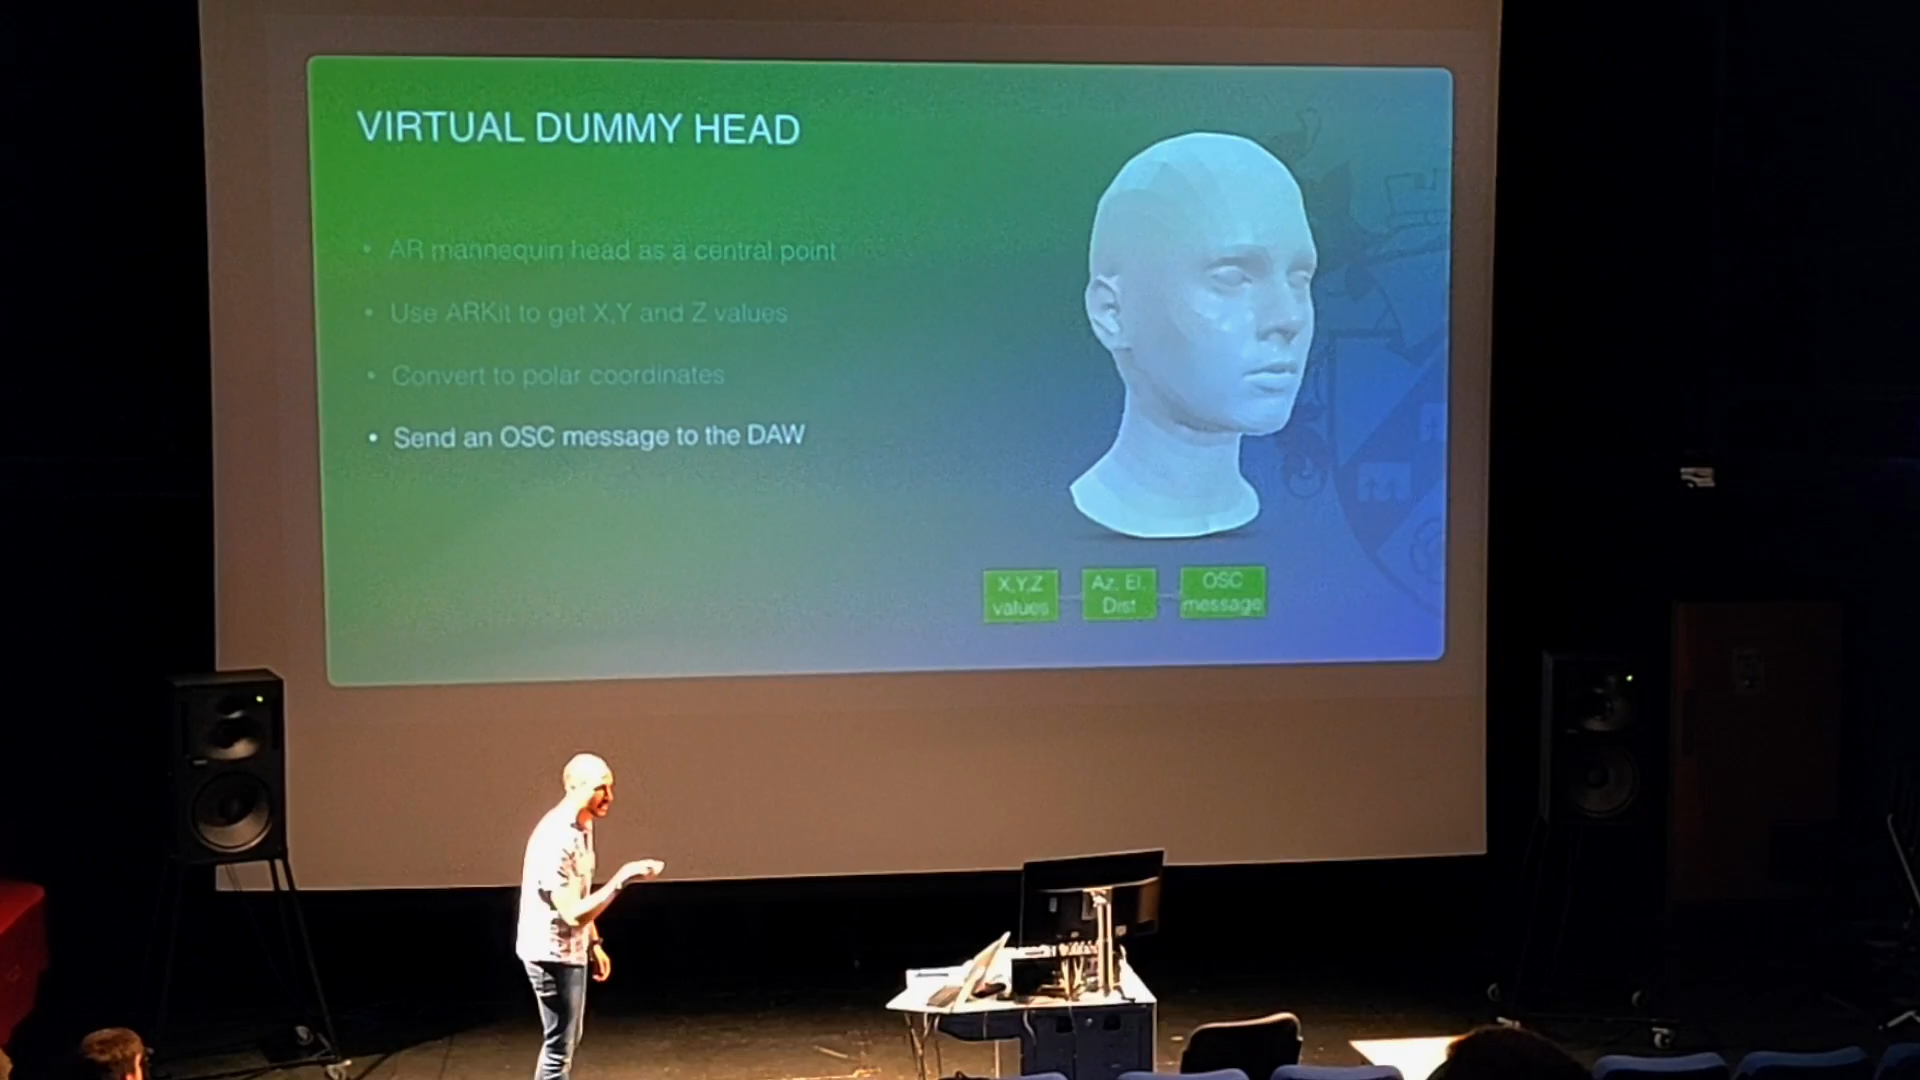 VIRTUAL DUMMY HEAD
• AR mannequin head as a central point
• Use ARKit to get X,Y and Z values
• Convert to polar coordinates
• Send an OSC message to the DAW
X,Y,Z
values
Az. El.
Dist
OSC
message